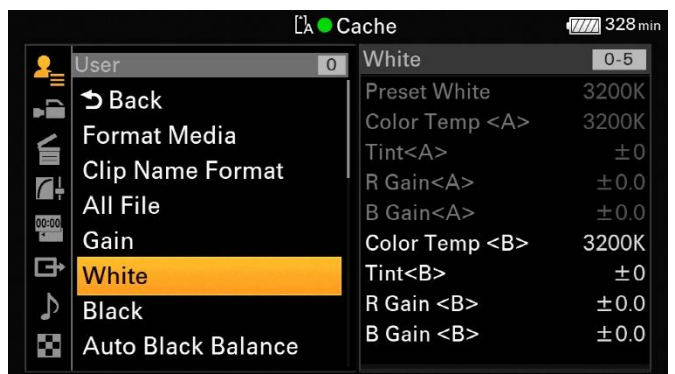 A Cache 328 min
User 0
Back
Format Media
Clip Name Format
All File
Gain
White
Black
Auto Black Balance
00:00
White 0-5
Preset White 3200K
Color Temp <A> 3200K
Tint<A> ±0
R Gain<A> ±0.0
B Gain<A> ±0.0
Color Temp <B> 3200K
Tint<B> ±0
R Gain <B> ±0.0
B Gain <B> ±0.0